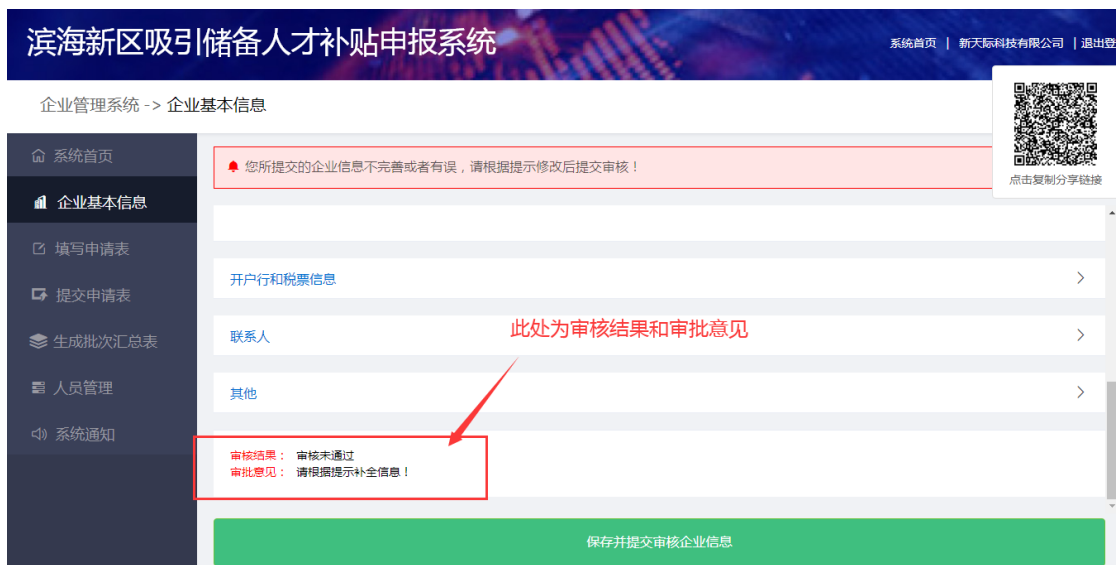 滨海新区吸引储备人才补贴申报系统
系统首页 | 新天际科技有限公司 | 退出登
企业管理系统 -> 企业基本信息
点击复制分享链接
系统首页
企业基本信息
填写申请表
提交申请表
生成批次汇总表
人员管理
系统通知
您所提交的企业信息不完善或者有误，请根据提示修改后提交审核！
开户行和税票信息
此处为审核结果和审批意见
联系人
其他
审核结果： 审核未通过
审批意见： 请根据提示补全信息！
保存并提交审核企业信息